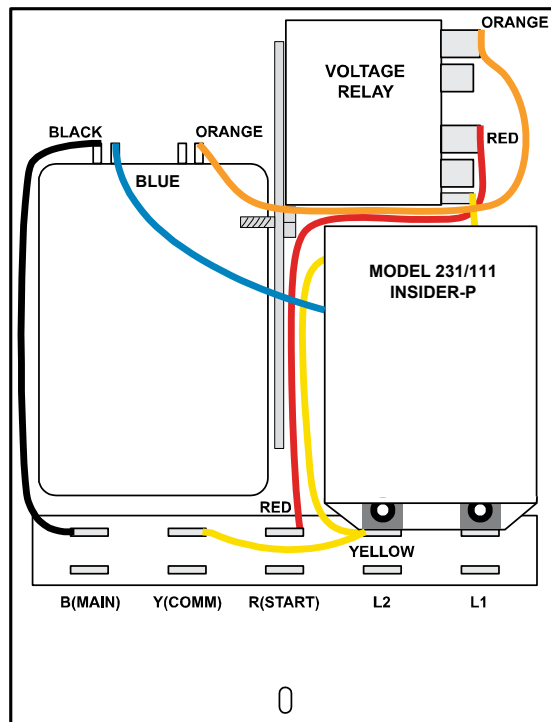 ORANGE
VOLTAGE
RELAY
BLACK
ORANGE
RED
BLUE
MODEL 231/111
INSIDER-P
RED
YELLOW
B(MAIN) Y(COMM) R(START) L2 L1